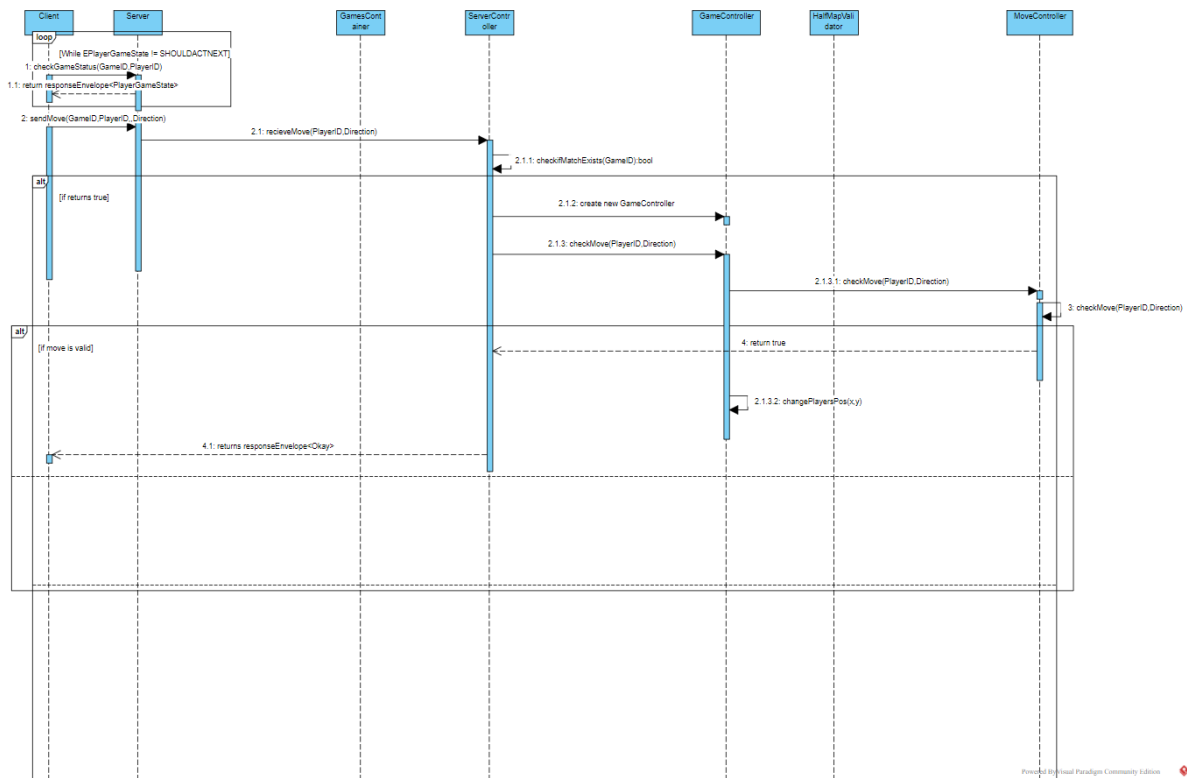 Client
Server
GamesCont
ainer
ServerContr
oller
GameController
HalfMapVali
dator
MoveController
loop
[While EPlayerGameState != SHOULDACTNEXT]
1: checkGameStatus(GameID,PlayerID)
1.1: return responseEnvelope<PlayerGameState>
2: sendMove(GameID,PlayerID,,Direction)
2.1: recieveMove(PlayerID,Direction)
2.1.1: checkifMatchExists(GameID):bool
alt
[if returns true]
2.1.2: create new GameController
2.1.3: checkMove(PlayerID,Direction)
2.1.3.1: checkMove(PlayerID,Direction)
3: checkMove(PlayerID,Direction)
alt
[if move is valid]
4: return true
2.1.3.2: changePlayersPos(x,y)
4.1: returns responseEnvelope<Okay>
Powered By Visual Paradigm Community Edition